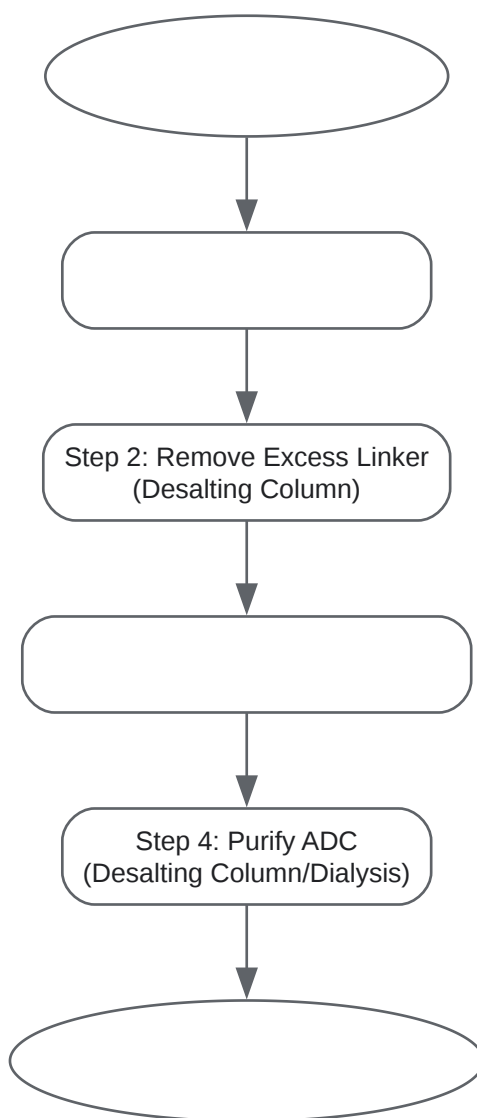 Step 2: Remove Excess Linker
(Desalting Column)
Step 4: Purify ADC
(Desalting Column/Dialysis)